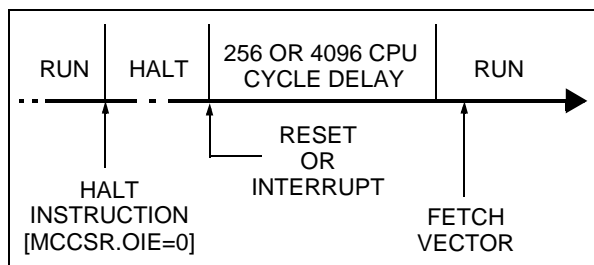 RUN
HALT
256 OR 4096 CPU
CYCLE DELAY
RUN
HALT
INSTRUCTION
[MCCSR.OIE=0]
RESET
OR
INTERRUPT
FETCH
VECTOR